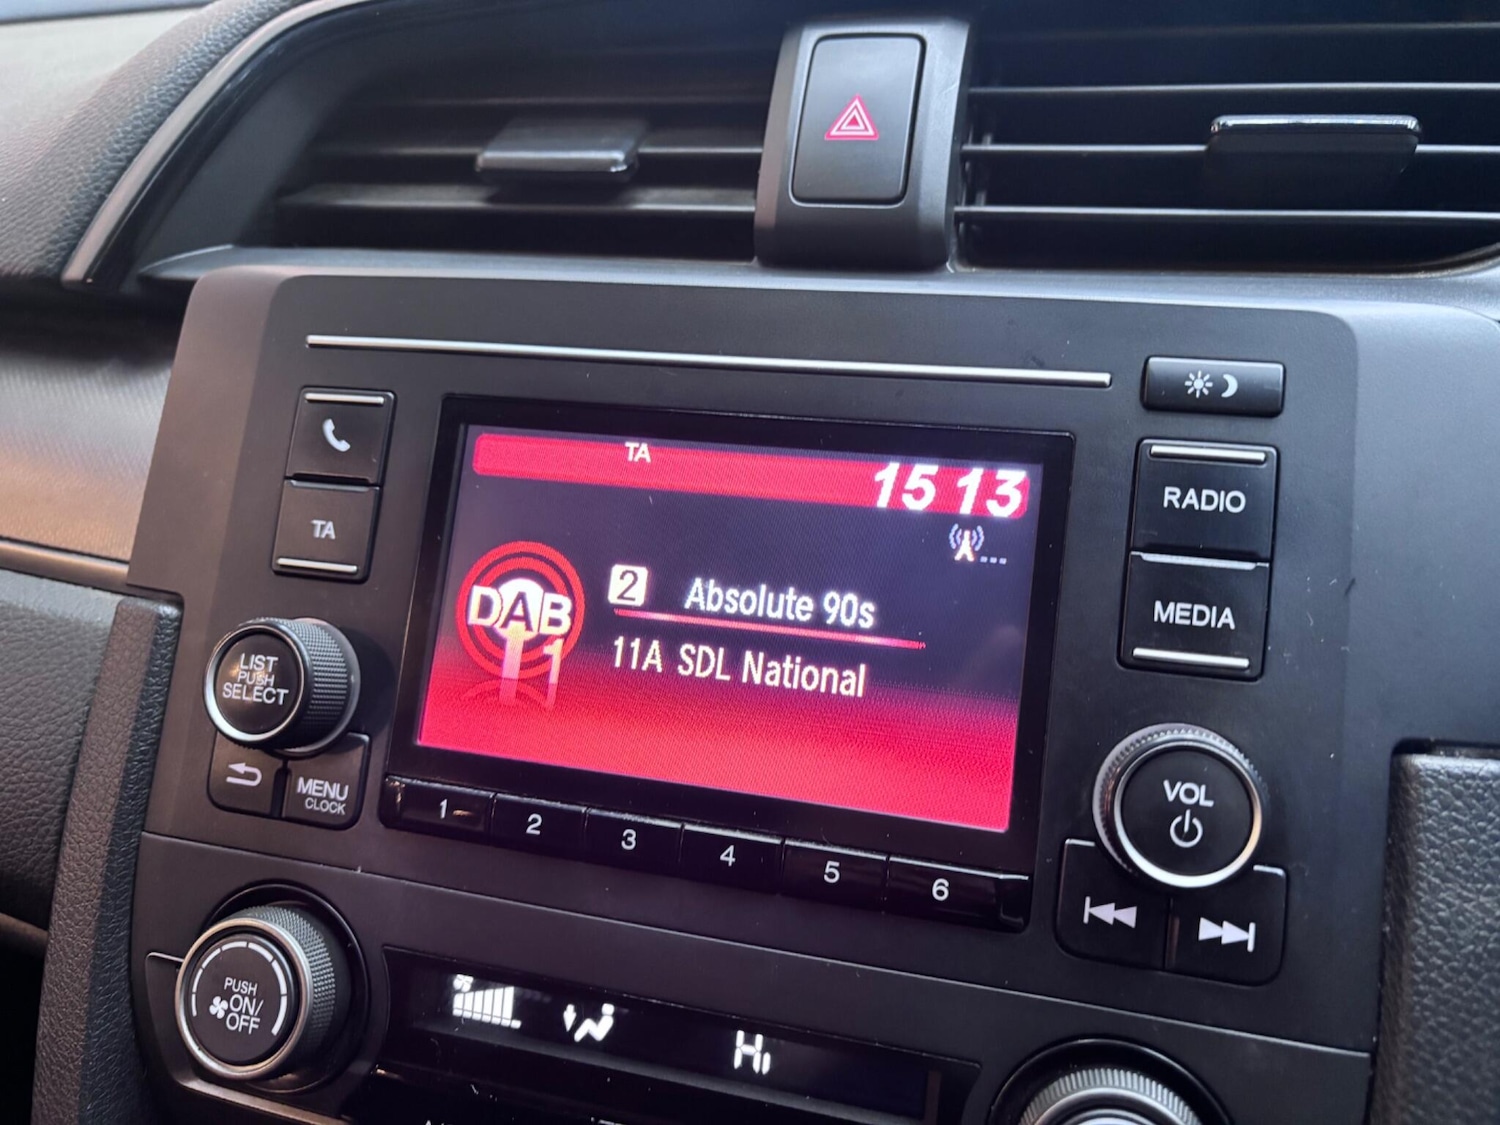 TA
15 13
DAB
1
2 Absolute 90s
11A SDL National
TA
RADIO
MEDIA
LIST
PUSH
SELECT
MENU
CLOCK
VOL
1
2
3
4
5
6
PUSH
ON/
OFF
Hi